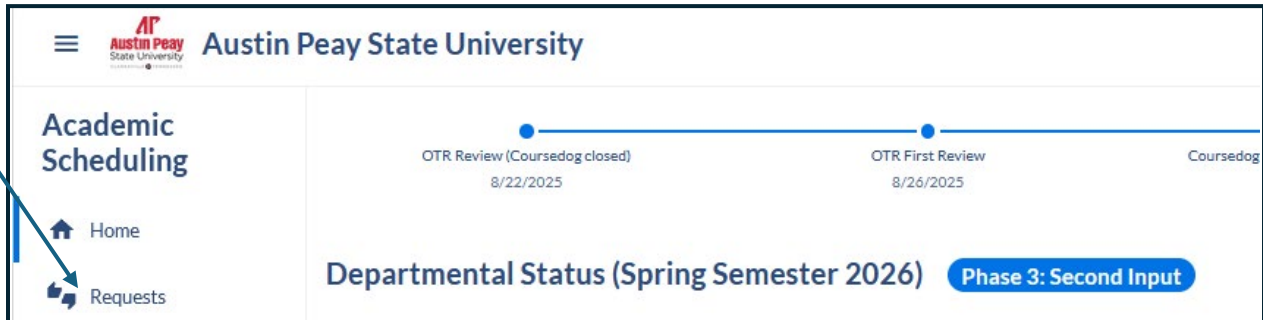 AP
Austin Peay
State University
Austin Peay State University
Academic
Scheduling
Home
Requests
OTR Review (Coursedog closed)
8/22/2025
OTR First Review
8/26/2025
Coursedog
Departmental Status (Spring Semester 2026)
Phase 3: Second Input